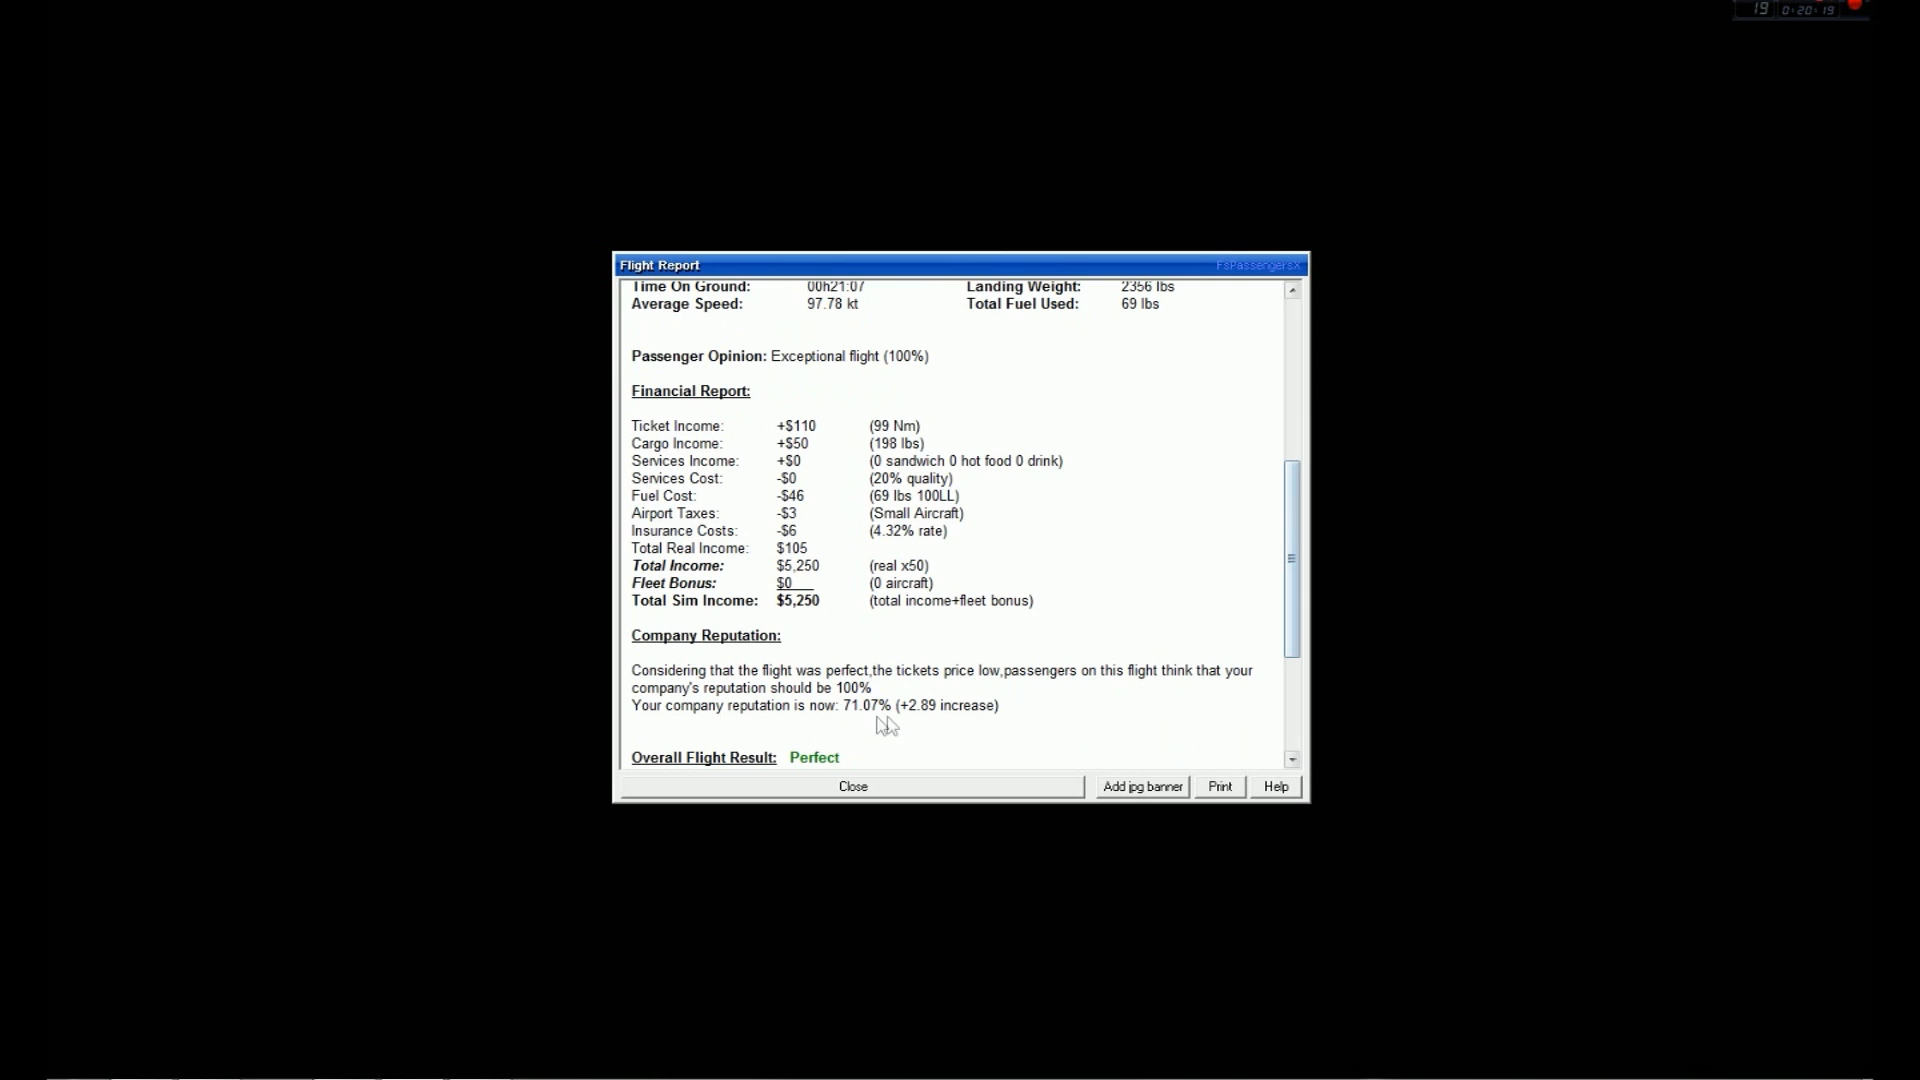 19 0:20:19
Flight Report FsPassengersX
Time On Ground: 00h21:07 Landing Weight: 2356 lbs
Average Speed: 97.78 kt Total Fuel Used: 69 lbs
Passenger Opinion: Exceptional flight (100%)
Financial Report:
Ticket Income: +$110 (99 Nm)
Cargo Income: +$50 (198 lbs)
Services Income: +$0 (0 sandwich 0 hot food 0 drink)
Services Cost: -$0 (20% quality)
Fuel Cost: -$46 (69 lbs 100LL)
Airport Taxes: -$3 (Small Aircraft)
Insurance Costs: -$6 (4.32% rate)
Total Real Income: $105
Total Income: $5,250 (real x50)
Fleet Bonus: $0 (0 aircraft)
Total Sim Income: $5,250 (total income+fleet bonus)
Company Reputation:
Considering that the flight was perfect,the tickets price low,passengers on this flight think that your
company's reputation should be 100%
Your company reputation is now: 71.07% (+2.89 increase)
Overall Flight Result: Perfect
Close Add jpg banner Print Help